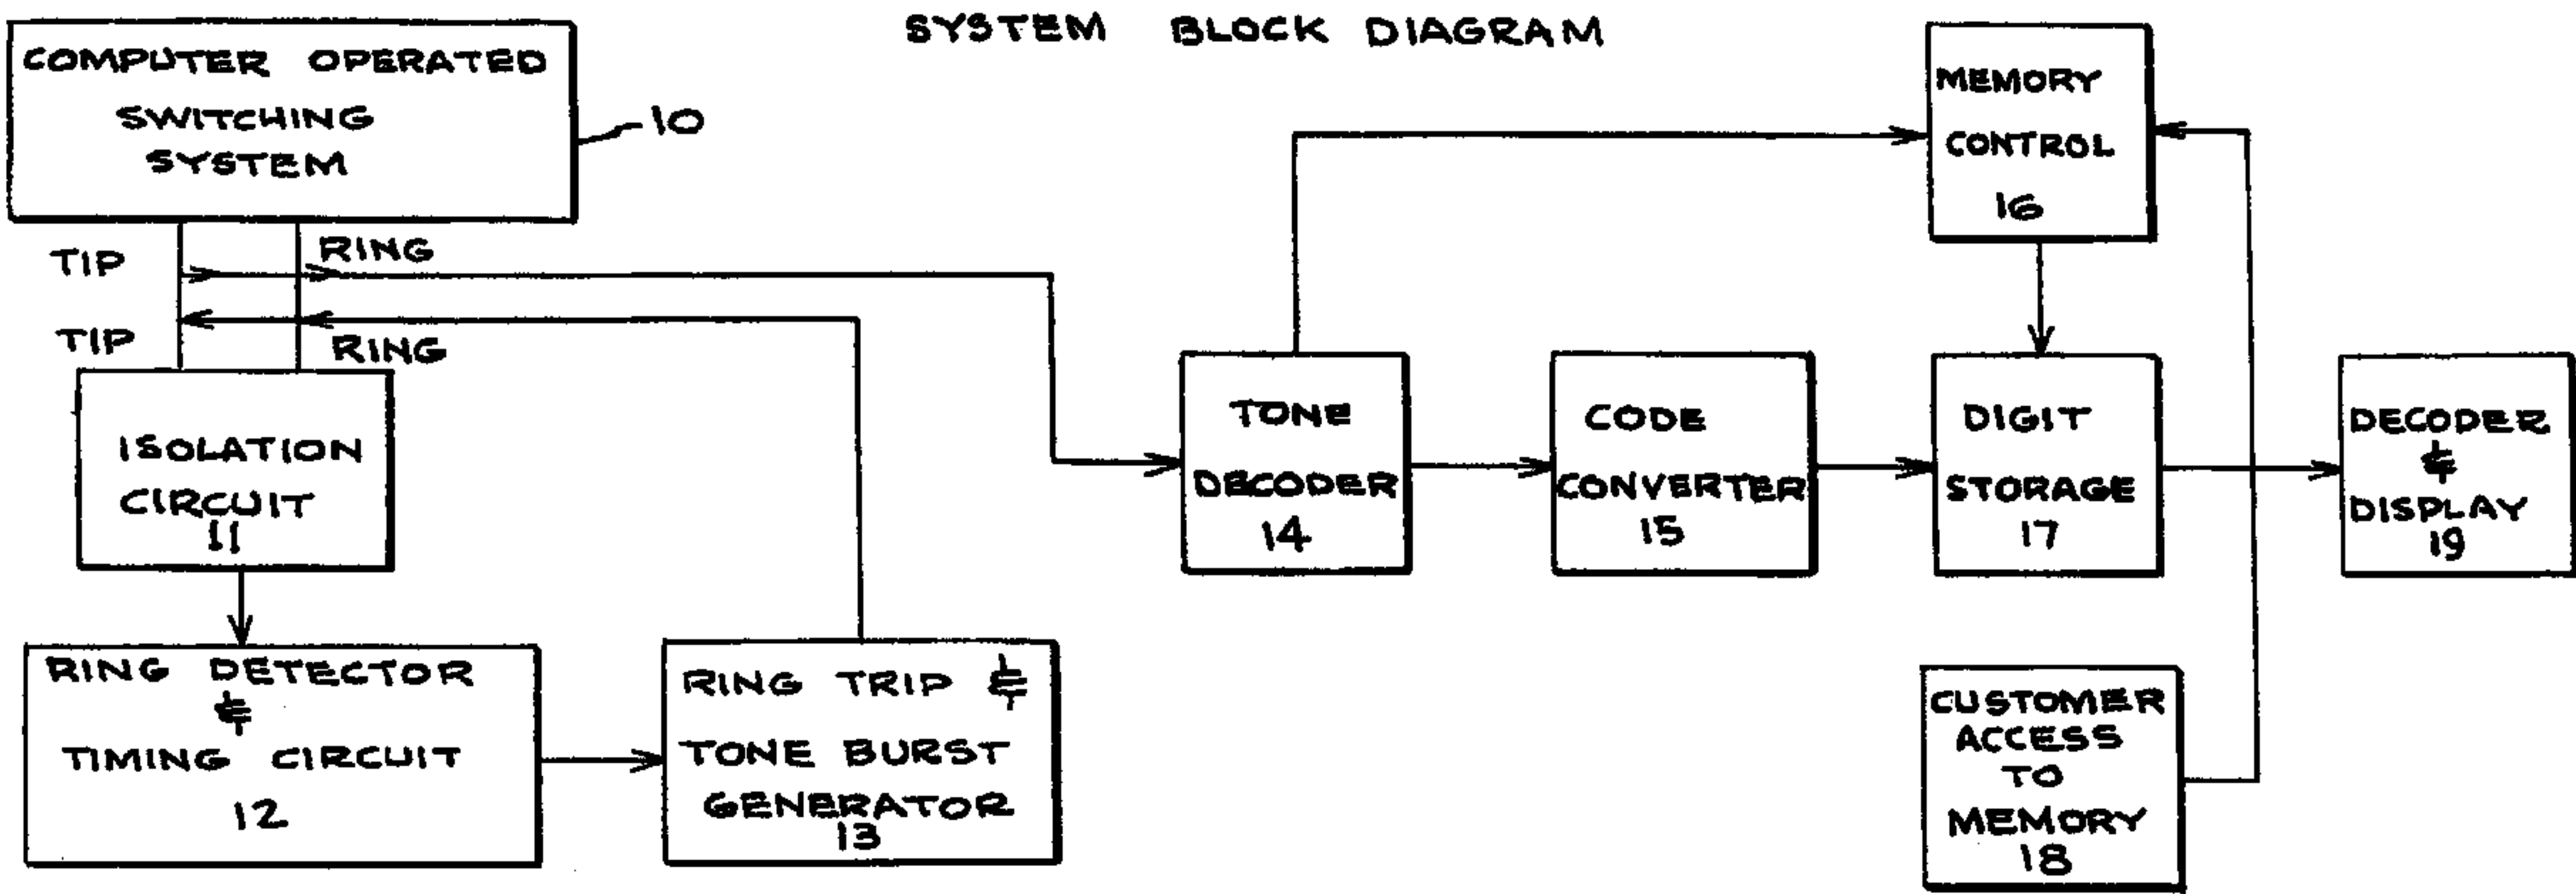 SYSTEM BLOCK DIAGRAM
COMPUTER OPERATED
SWITCHING
SYSTEM
10
TIP
RING
TIP
RING
ISOLATION
CIRCUIT
11
RING DETECTOR
&
TIMING CIRCUIT
12
RING TRIP &
TONE BURST
GENERATOR
13
TONE
DECODER
14
CODE
CONVERTER
15
MEMORY
CONTROL
16
DIGIT
STORAGE
17
CUSTOMER
ACCESS
TO
MEMORY
18
DECODER
&
DISPLAY
19